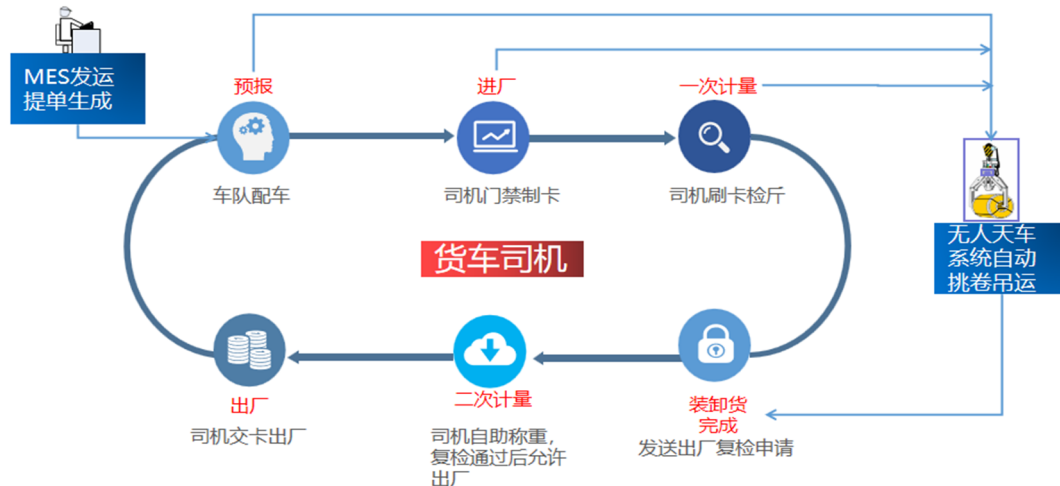 MES发运
提单生成
预报
进厂
一次计量
车队配车
司机门禁制卡
司机刷卡检斤
货车司机
无人天车
系统自动
挑卷吊运
出厂
二次计量
装卸货
完成
司机交卡出厂
司机自助称重，
复检通过后允许
出厂
发送出厂复检申请